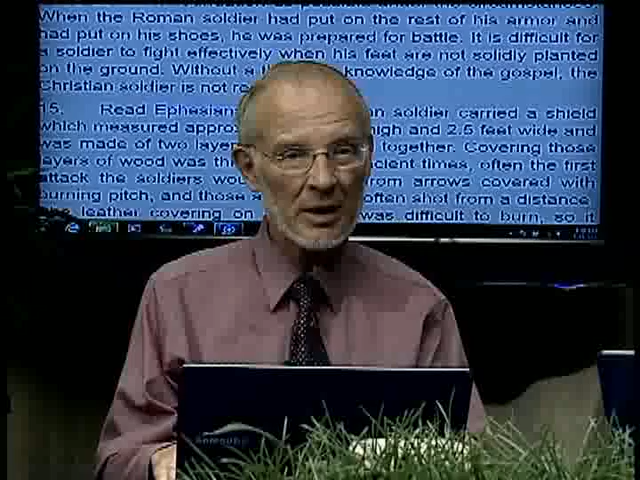 When the Roman soldier had put on the rest of his armor and
had put on his shoes, he was prepared for battle. It is difficult for
a soldier to fight effectively when his feet are not solidly planted
on the ground. Without a knowledge of the gospel, the
Christian soldier is not
15. Read Ephesian soldier carried a shield
which measured high and 2.5 feet wide and
was made of two together. Covering those
layers of wood was ancient times, often the first
attack the soldiers from arrows covered with
burning pitch, and those often shot from a distance
leather covering on was difficult to burn, so it